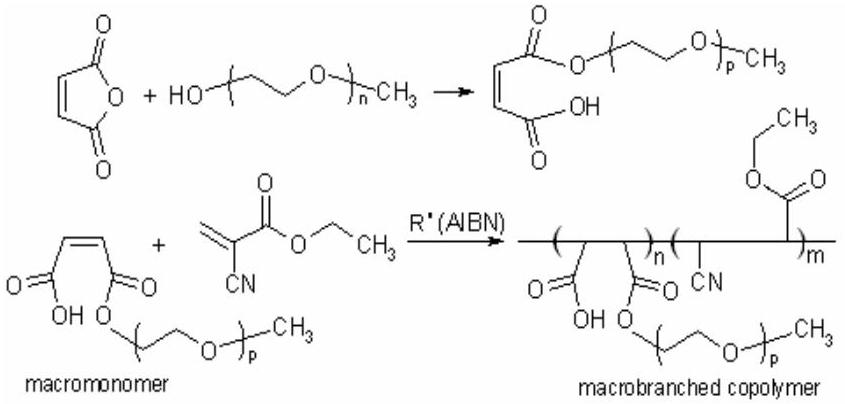 O
O
O
+ HO O n CH3
O
O O p CH3
OH
O
CH3
O
O
+
O
O CH3
CN
R•(AIBN)
n m
O OH O O
O CH3 p
O OH O O CN
O CH3 p
macromonomer
macrobranched copolymer